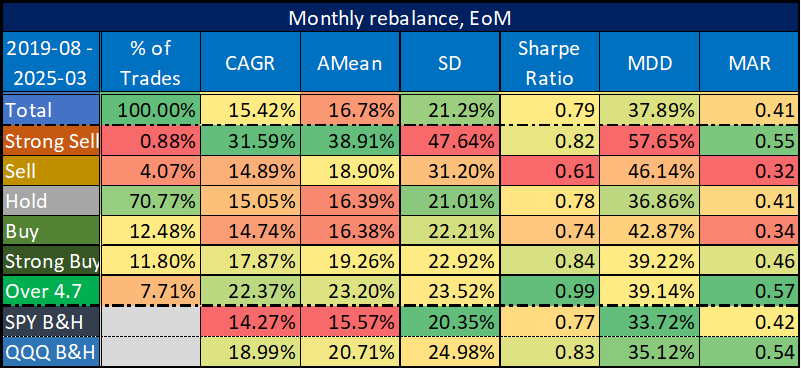 Monthly rebalance, EoM
2019-08 - 2025-03 % of Trades CAGR AMean SD Sharpe Ratio MDD MAR
Total 100.00% 15.42% 16.78% 21.29% 0.79 37.89% 0.41
Strong Sell 0.88% 31.59% 38.91% 47.64% 0.82 57.65% 0.55
Sell 4.07% 14.89% 18.90% 31.20% 0.61 46.14% 0.32
Hold 70.77% 15.05% 16.39% 21.01% 0.78 36.86% 0.41
Buy 12.48% 14.74% 16.38% 22.21% 0.74 42.87% 0.34
Strong Buy 11.80% 17.87% 19.26% 22.92% 0.84 39.22% 0.46
Over 4.7 7.71% 22.37% 23.20% 23.52% 0.99 39.14% 0.57
SPY B&H 14.27% 15.57% 20.35% 0.77 33.72% 0.42
QQQ B&H 18.99% 20.71% 24.98% 0.83 35.12% 0.54